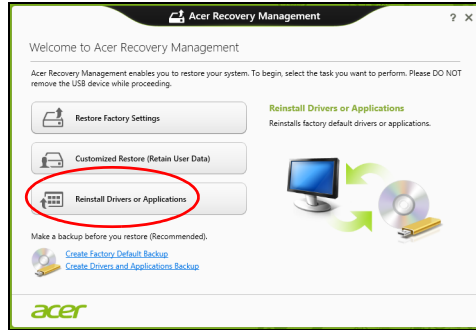 Acer Recovery Management
? X
Welcome to Acer Recovery Management
Acer Recovery Management enables you to restore your system. To begin, select the task you want to perform. Please DO NOT
remove the USB device while proceeding.
Restore Factory Settings
Customized Restore (Retain User Data)
Reinstall Drivers or Applications
Reinstall Drivers or Applications
Reinstalls factory default drivers or applications.
Make a backup before you restore (Recommended).
Create Factory Default Backup
Create Drivers and Applications Backup
acer